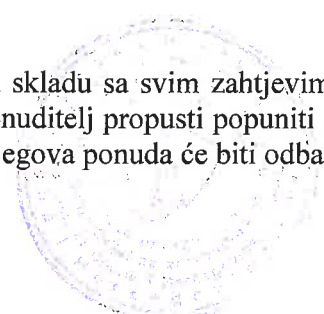 skladu sa svim zahtjevim
nuditelj propusti popuniti
egova ponuda će biti odba